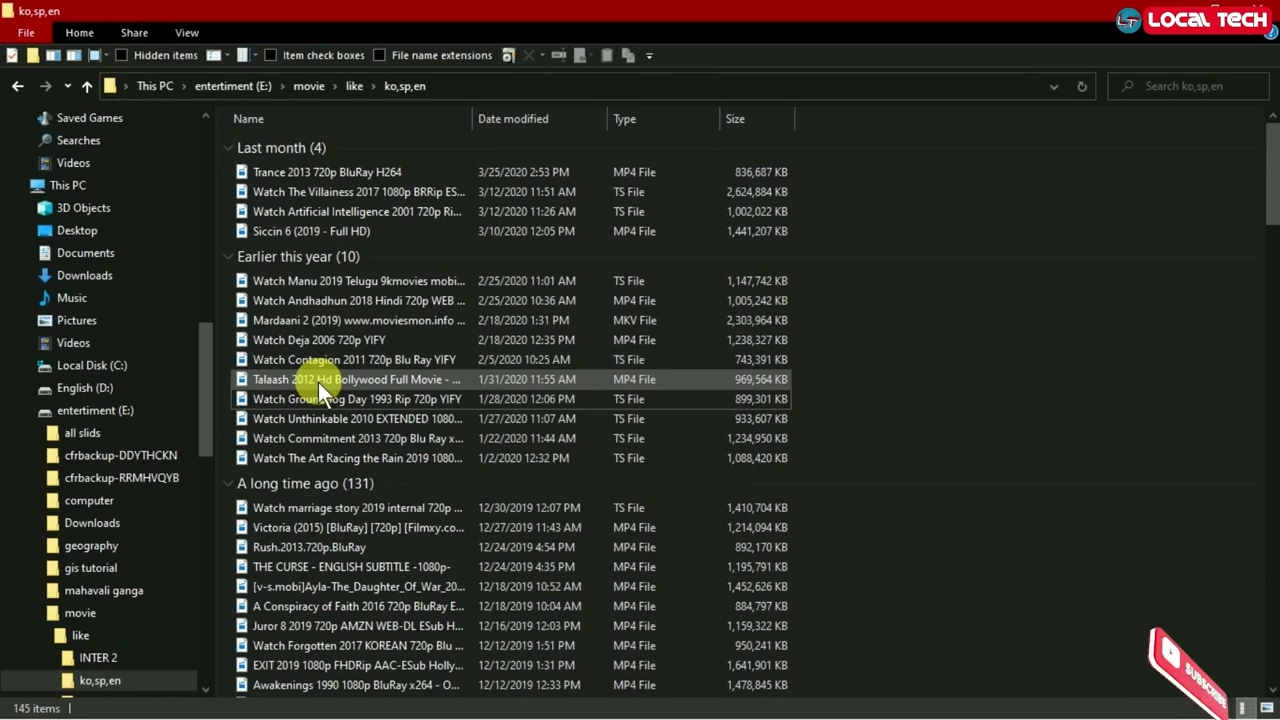 ko,sp,en
LT LOCAL TECH
File Home Share View
Hidden items Item check boxes File name extensions
This PC entertiment (E:) movie like ko,sp,en
Search ko,sp,en
Name Date modified Type Size
Saved Games
Searches
Videos
This PC
3D Objects
Desktop
Documents
Downloads
Music
Pictures
Videos
Local Disk (C:)
English (D:)
entertiment (E:)
all slids
cfrbackup-DDYTHCKN
cfrbackup-RRMHVQYB
computer
Downloads
geography
gis tutorial
mahavali ganga
movie
like
INTER 2
ko,sp,en
Last month (4)
Trance 2013 720p BluRay H264 3/25/2020 2:53 PM MP4 File 836,687 KB
Watch The Villainess 2017 1080p BRRip ES... 3/12/2020 11:51 AM TS File 2,624,884 KB
Watch Artificial Intelligence 2001 720p Ri... 3/12/2020 11:26 AM TS File 1,002,022 KB
Siccin 6 (2019 - Full HD) 3/10/2020 12:05 PM MP4 File 1,441,207 KB
Earlier this year (10)
Watch Manu 2019 Telugu 9kmovies mobi... 2/25/2020 11:01 AM TS File 1,147,742 KB
Watch Andhadhun 2018 Hindi 720p WEB ... 2/25/2020 10:36 AM MP4 File 1,005,242 KB
Mardaani 2 (2019) www.moviesmon.info ... 2/18/2020 1:31 PM MKV File 2,303,964 KB
Watch Deja 2006 720p YIFY 2/18/2020 12:35 PM MP4 File 1,238,327 KB
Watch Contagion 2011 720p Blu Ray YIFY 2/5/2020 10:25 AM TS File 743,391 KB
Talaash 2012 Hd Bollywood Full Movie - ... 1/31/2020 11:55 AM MP4 File 969,564 KB
Watch Groundhog Day 1993 Rip 720p YIFY 1/28/2020 12:06 PM TS File 899,301 KB
Watch Unthinkable 2010 EXTENDED 1080... 1/27/2020 11:07 AM TS File 933,607 KB
Watch Commitment 2013 720p Blu Ray x... 1/22/2020 11:44 AM TS File 1,234,950 KB
Watch The Art Racing the Rain 2019 1080... 1/2/2020 12:32 PM TS File 1,088,420 KB
A long time ago (131)
Watch marriage story 2019 internal 720p ... 12/30/2019 12:07 PM TS File 1,410,704 KB
Victoria (2015) [BluRay] [720p] [Filmxy.co... 12/27/2019 11:43 AM MP4 File 1,214,094 KB
Rush.2013.720p.BluRay 12/24/2019 4:54 PM MP4 File 892,170 KB
THE CURSE - ENGLISH SUBTITLE -1080p- 12/24/2019 4:35 PM MP4 File 1,195,791 KB
[v-s.mobi]Ayla-The_Daughter_Of_War_20... 12/18/2019 10:52 AM MP4 File 1,452,626 KB
A Conspiracy of Faith 2016 720p BluRay E... 12/18/2019 10:04 AM MP4 File 884,797 KB
Juror 8 2019 720p AMZN WEB-DL ESub H... 12/16/2019 12:03 PM MP4 File 1,159,322 KB
Watch Forgotten 2017 KOREAN 720p BLU... 12/12/2019 1:32 PM MP4 File 950,241 KB
EXIT 2019 1080p FHDRip AAC-ESub Holly... 12/12/2019 1:31 PM MP4 File 1,641,901 KB
Awakenings 1990 1080p BluRay x264 - O... 12/12/2019 12:33 PM MP4 File 1,478,845 KB
SUBSCRIBE
145 items